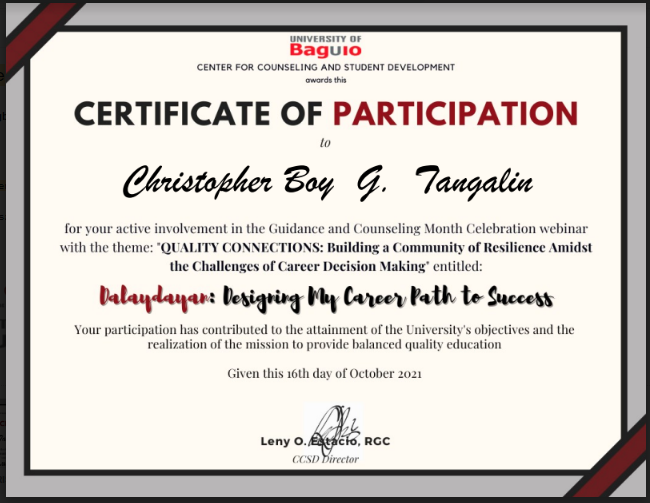 UNIVERSITY OF
Baguio
CENTER FOR COUNSELING AND STUDENT DEVELOPMENT
awards this
CERTIFICATE OF PARTICIPATION
to
Christopher Boy G. Tangalin
for your active involvement in the Guidance and Counseling Month Celebration webinar
with the theme: "QUALITY CONNECTIONS: Building a Community of Resilience Amidst
the Challenges of Career Decision Making" entitled:
Dalaydayan: Designing My Career Path to Success
Your participation has contributed to the attainment of the University's objectives and the
realization of the mission to provide balanced quality education
Given this 16th day of October 2021
Leny O. Estacio, RGC
CCSD Director